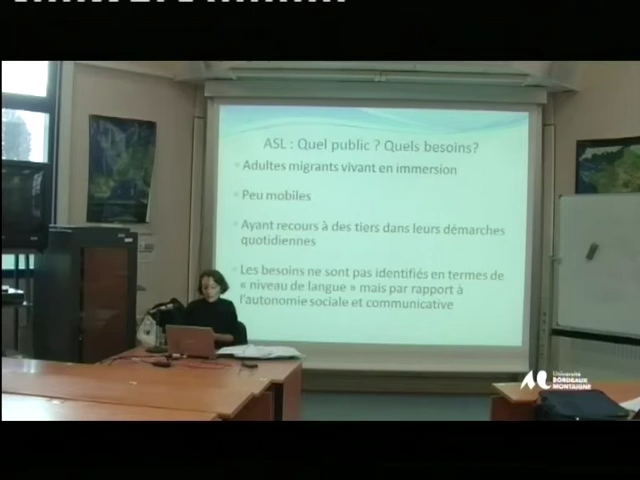 ASL : Quel public ? Quels besoins?
Adultes migrants vivant en immersion
Peu mobiles
Ayant recours à des tiers dans leurs démarches
quotidiennes
Les besoins ne sont pas identifiés en termes de
« niveau de langue » mais par rapport à
l'autonomie sociale et communicative
Université
BORDEAUX
MONTAIGNE